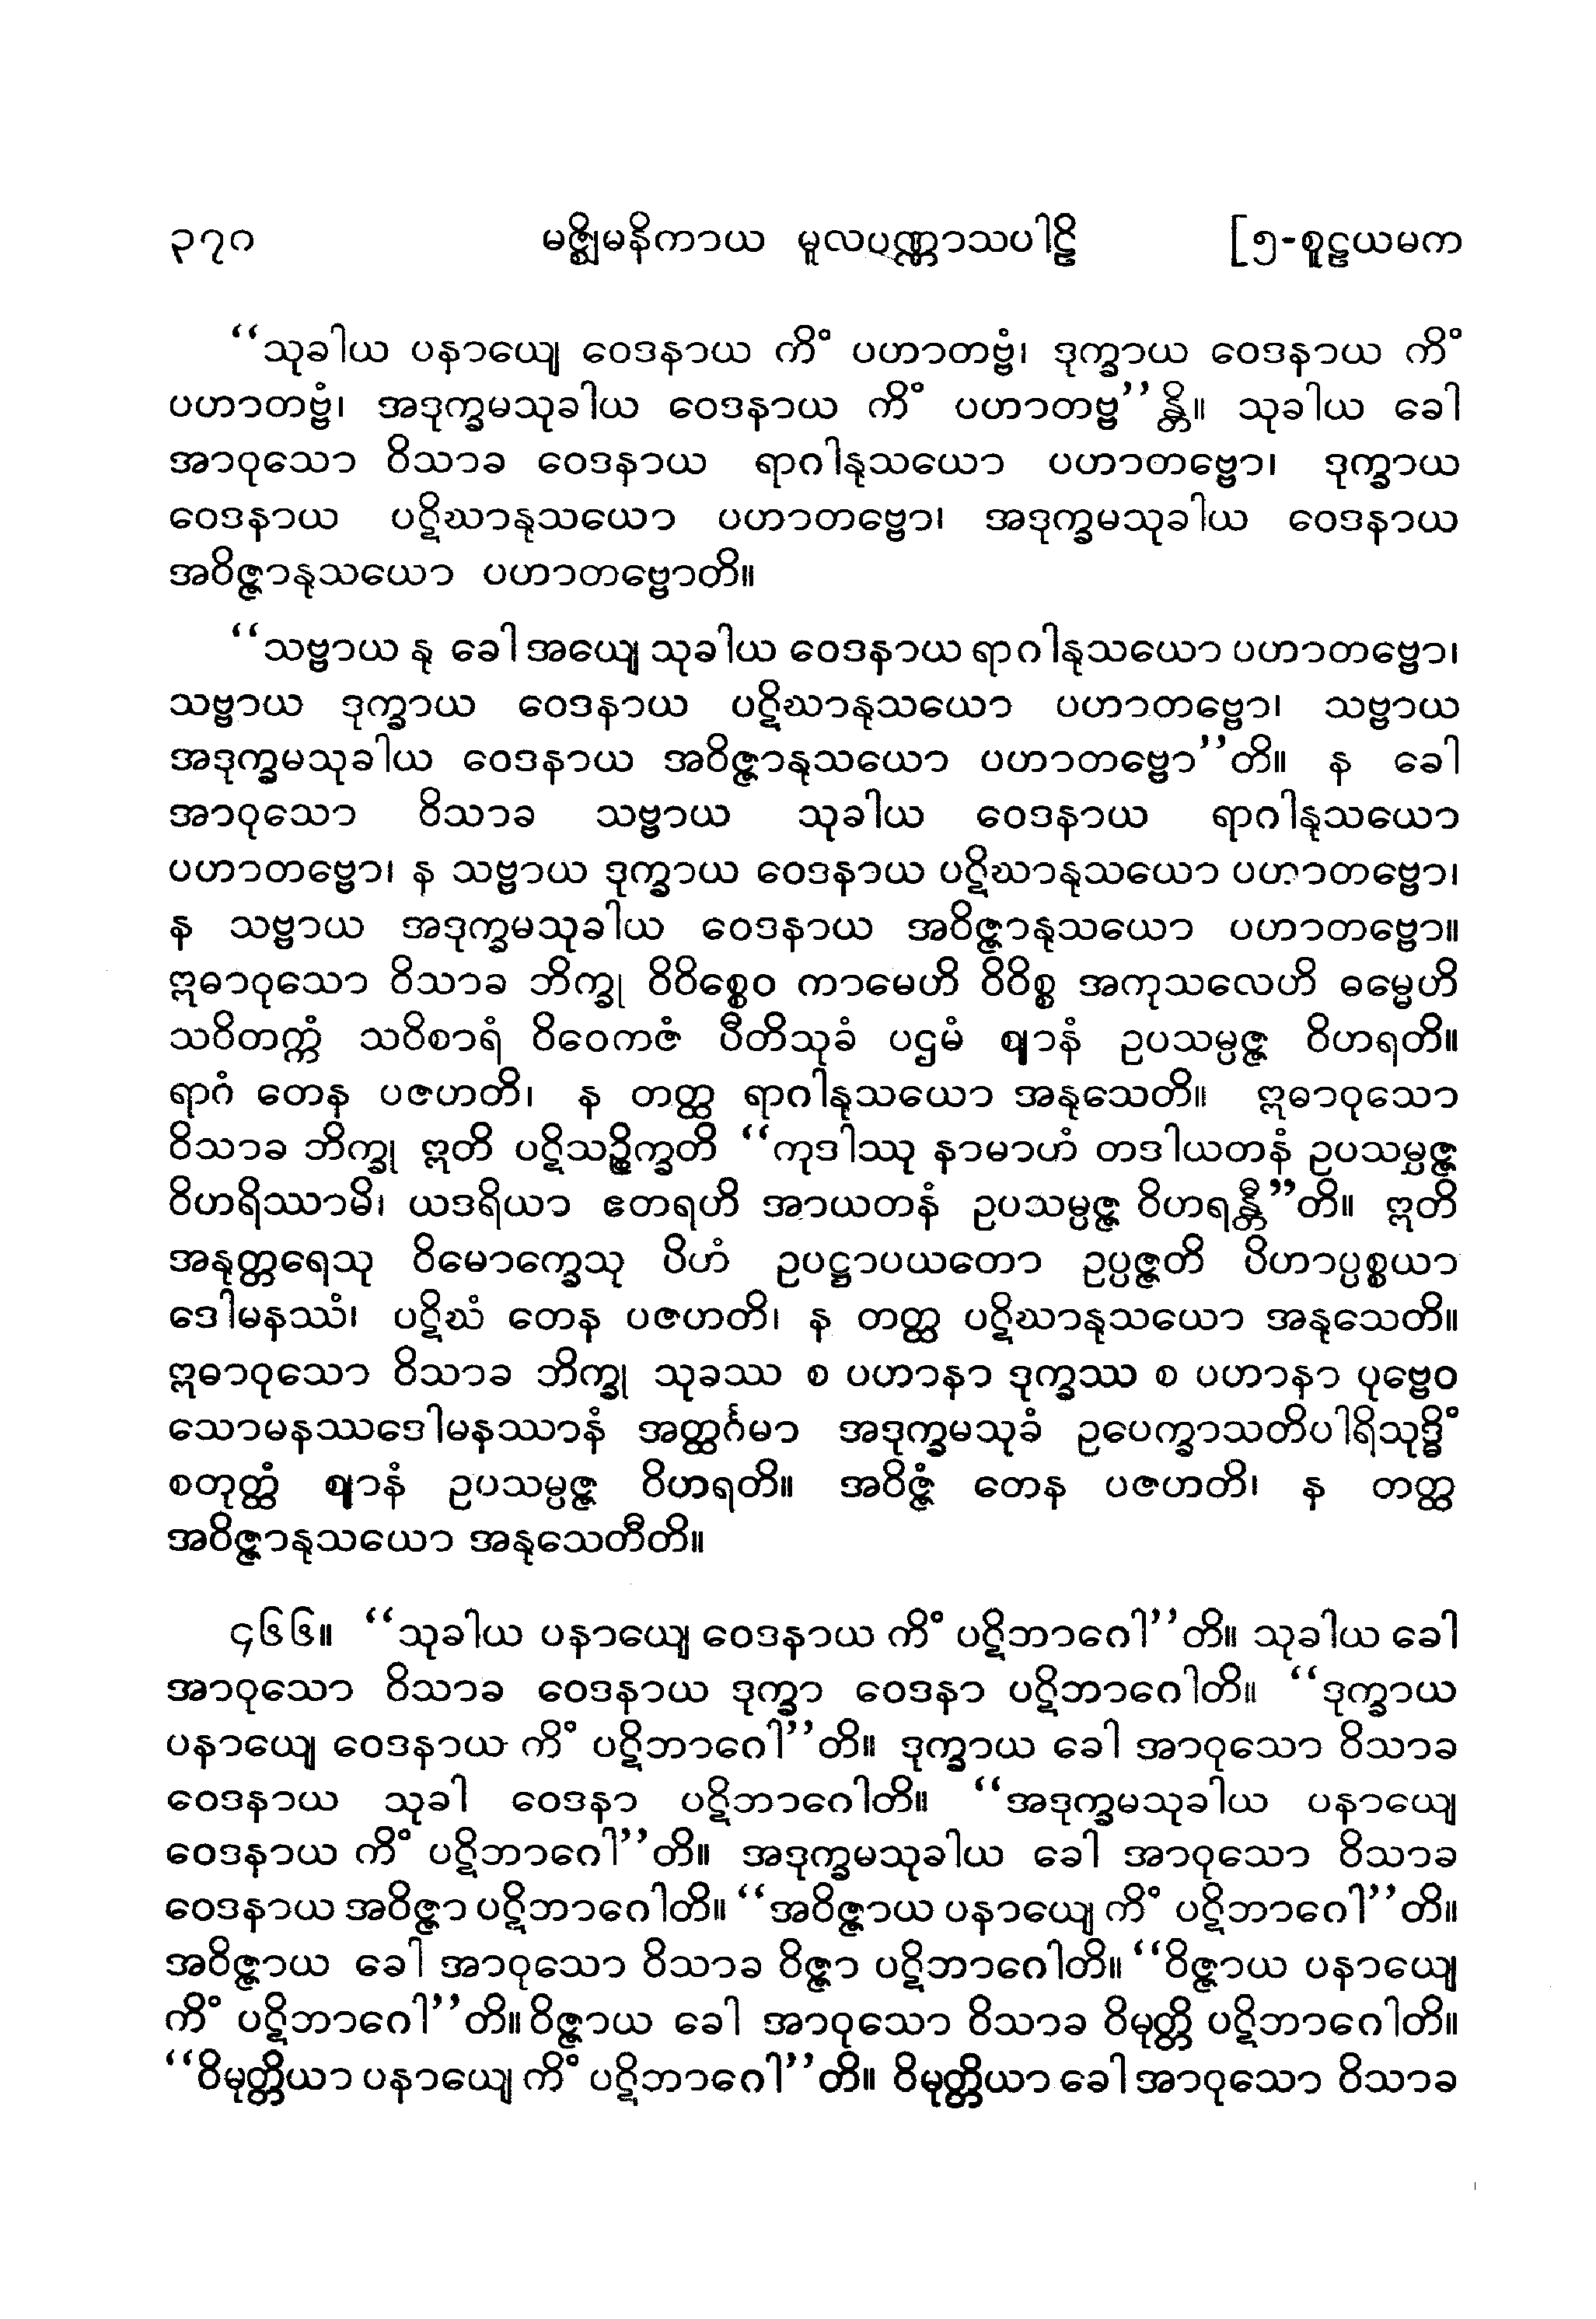 ၃၇၀ မဇ္ဈိမနိကာယ မူလပဏ္ဏာသပါဠိ [၅-စူဠယမက
“သုခါယ ပနာယျေ ဝေဒနာယ ကိံ ပဟာတဗ္ဗံ၊ ဒုက္ခာယ ဝေဒနာယ ကိံ
ပဟာတဗ္ဗံ၊ အဒုက္ခမသုခါယ ဝေဒနာယ ကိံ ပဟာတဗ္ဗ”န္တိ။ သုခါယ ခေါ
အာဝုသော ဝိသာခ ဝေဒနာယ ရာဂါနုသယော ပဟာတဗ္ဗော၊ ဒုက္ခာယ
ဝေဒနာယ ပဋိဃာနုသယော ပဟာတဗ္ဗော၊ အဒုက္ခမသုခါယ ဝေဒနာယ
အဝိဇ္ဇာနုသယော ပဟာတဗ္ဗောတိ။
“သဗ္ဗာယ နု ခေါ အယျေ သုခါယ ဝေဒနာယ ရာဂါနုသယော ပဟာတဗ္ဗော၊
သဗ္ဗာယ ဒုက္ခာယ ဝေဒနာယ ပဋိဃာနုသယော ပဟာတဗ္ဗော၊ သဗ္ဗာယ
အဒုက္ခမသုခါယ ဝေဒနာယ အဝိဇ္ဇာနုသယော ပဟာတဗ္ဗော”တိ။ န ခေါ
အာဝုသော ဝိသာခ သဗ္ဗာယ သုခါယ ဝေဒနာယ ရာဂါနုသယော
ပဟာတဗ္ဗော၊ န သဗ္ဗာယ ဒုက္ခာယ ဝေဒနာယ ပဋိဃာနုသယော ပဟာတဗ္ဗော၊
န သဗ္ဗာယ အဒုက္ခမသုခါယ ဝေဒနာယ အဝိဇ္ဇာနုသယော ပဟာတဗ္ဗော။
ဣဓာဝုသော ဝိသာခ ဘိက္ခု ဝိဝိစ္စေဝ ကာမေဟိ ဝိဝိစ္စ အကုသလေဟိ ဓမ္မေဟိ
သဝိတက္ကံ သဝိစာရံ ဝိဝေကဇံ ပီတိသုခံ ပဌမံ ဈာနံ ဥပသမ္ပဇ္ဇ ဝိဟရတိ။
ရာဂံ တေန ပဇဟတိ၊ န တတ္ထ ရာဂါနုသယော အနုသေတိ။ ဣဓာဝုသော
ဝိသာခ ဘိက္ခု ဣတိ ပဋိသဉ္စိက္ခတိ “ကုဒါဿု နာမာဟံ တဒါယတနံ ဥပသမ္ပဇ္ဇ
ဝိဟရိဿာမိ၊ ယဒရိယာ ဧတရဟိ အာယတနံ ဥပသမ္ပဇ္ဇ ဝိဟရန္တီ”တိ။ ဣတိ
အနုတ္တရေသု ဝိမောက္ခေသု ပိဟံ ဥပဋ္ဌာပယတော ဥပ္ပဇ္ဇတိ ပိဟာပ္ပစ္စယာ
ဒေါမနဿံ၊ ပဋိဃံ တေန ပဇဟတိ၊ န တတ္ထ ပဋိဃာနုသယော အနုသေတိ။
ဣဓာဝုသော ဝိသာခ ဘိက္ခု သုခဿ စ ပဟာနာ ဒုက္ခဿ စ ပဟာနာ ပုဗ္ဗေဝ
သောမနဿဒေါမနဿာနံ အတ္ထင်္ဂမာ အဒုက္ခမသုခံ ဥပေက္ခာသတိပါရိသုဒ္ဓိံ
စတုတ္ထံ ဈာနံ ဥပသမ္ပဇ္ဇ ဝိဟရတိ။ အဝိဇ္ဇံ တေန ပဇဟတိ၊ န တတ္ထ
အဝိဇ္ဇာနုသယော အနုသေတီတိ။
၄၆၆။ “သုခါယ ပနာယျေ ဝေဒနာယ ကိံ ပဋိဘာဂေါ”တိ။ သုခါယ ခေါ
အာဝုသော ဝိသာခ ဝေဒနာယ ဒုက္ခာ ဝေဒနာ ပဋိဘာဂေါတိ။ “ဒုက္ခာယ
ပနာယျေ ဝေဒနာယ ကိံ ပဋိဘာဂေါ”တိ။ ဒုက္ခာယ ခေါ အာဝုသော ဝိသာခ
ဝေဒနာယ သုခါ ဝေဒနာ ပဋိဘာဂေါတိ။ “အဒုက္ခမသုခါယ ပနာယျေ
ဝေဒနာယ ကိံ ပဋိဘာဂေါ”တိ။ အဒုက္ခမသုခါယ ခေါ အာဝုသော ဝိသာခ
ဝေဒနာယ အဝိဇ္ဇာ ပဋိဘာဂေါတိ။ “အဝိဇ္ဇာယ ပနာယျေ ကိံ ပဋိဘာဂေါ”တိ။
အဝိဇ္ဇာယ ခေါ အာဝုသော ဝိသာခ ဝိဇ္ဇာ ပဋိဘာဂေါတိ။ “ဝိဇ္ဇာယ ပနာယျေ
ကိံ ပဋိဘာဂေါ”တိ။ ဝိဇ္ဇာယ ခေါ အာဝုသော ဝိသာခ ဝိမုတ္တိ ပဋိဘာဂေါတိ။
“ဝိမုတ္တိယာ ပနာယျေ ကိံ ပဋိဘာဂေါ”တိ။ ဝိမုတ္တိယာ ခေါ အာဝုသော ဝိသာခ